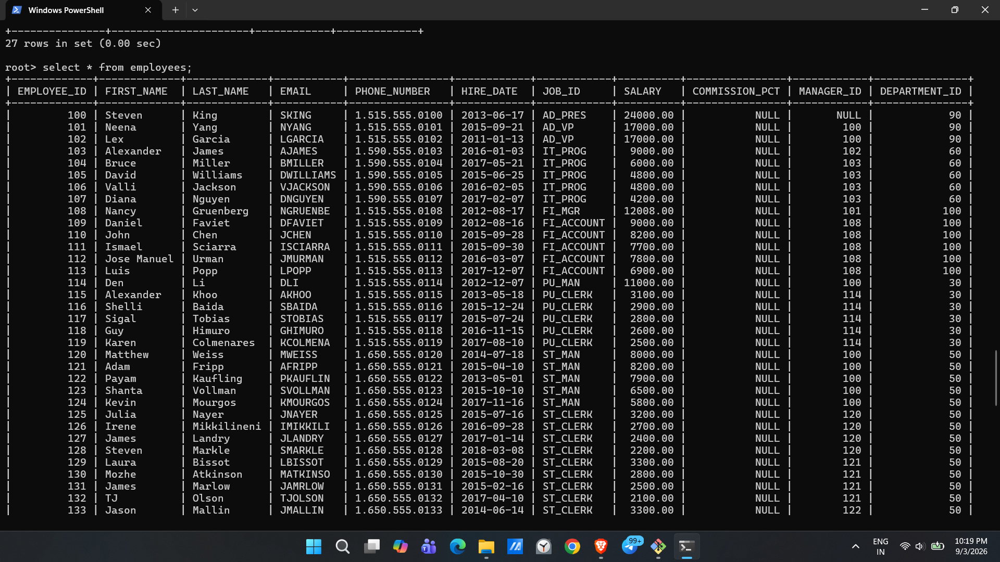 Windows PowerShell
+---------------+----------------------+------------+-------------+
27 rows in set (0.00 sec)
root> select * from employees;
+-------------+-------------+-------------+-----------+----------------+------------+------------+----------+----------------+------------+---------------+
| EMPLOYEE_ID | FIRST_NAME  | LAST_NAME   | EMAIL     | PHONE_NUMBER   | HIRE_DATE  | JOB_ID     | SALARY   | COMMISSION_PCT | MANAGER_ID | DEPARTMENT_ID |
+-------------+-------------+-------------+-----------+----------------+------------+------------+----------+----------------+------------+---------------+
| 100 | Steven | King | SKING | 1.515.555.0100 | 2013-06-17 | AD_PRES | 24000.00 | NULL | NULL | 90 |
| 101 | Neena | Yang | NYANG | 1.515.555.0101 | 2015-09-21 | AD_VP | 17000.00 | NULL | 100 | 90 |
| 102 | Lex | Garcia | LGARCIA | 1.515.555.0102 | 2011-01-13 | AD_VP | 17000.00 | NULL | 100 | 90 |
| 103 | Alexander | James | AJAMES | 1.590.555.0103 | 2016-01-03 | IT_PROG | 9000.00 | NULL | 102 | 60 |
| 104 | Bruce | Miller | BMILLER | 1.590.555.0104 | 2017-05-21 | IT_PROG | 6000.00 | NULL | 103 | 60 |
| 105 | David | Williams | DWILLIAMS | 1.590.555.0105 | 2015-06-25 | IT_PROG | 4800.00 | NULL | 103 | 60 |
| 106 | Valli | Jackson | VJACKSON | 1.590.555.0106 | 2016-02-05 | IT_PROG | 4800.00 | NULL | 103 | 60 |
| 107 | Diana | Nguyen | DNGUYEN | 1.590.555.0107 | 2017-02-07 | IT_PROG | 4200.00 | NULL | 103 | 60 |
| 108 | Nancy | Gruenberg | NGRUENBE | 1.515.555.0108 | 2012-08-17 | FI_MGR | 12008.00 | NULL | 101 | 100 |
| 109 | Daniel | Faviet | DFAVIET | 1.515.555.0109 | 2012-08-16 | FI_ACCOUNT | 9000.00 | NULL | 108 | 100 |
| 110 | John | Chen | JCHEN | 1.515.555.0110 | 2015-09-28 | FI_ACCOUNT | 8200.00 | NULL | 108 | 100 |
| 111 | Ismael | Sciarra | ISCIARRA | 1.515.555.0111 | 2015-09-30 | FI_ACCOUNT | 7700.00 | NULL | 108 | 100 |
| 112 | Jose Manuel | Urman | JMURMAN | 1.515.555.0112 | 2016-03-07 | FI_ACCOUNT | 7800.00 | NULL | 108 | 100 |
| 113 | Luis | Popp | LPOPP | 1.515.555.0113 | 2017-12-07 | FI_ACCOUNT | 6900.00 | NULL | 108 | 100 |
| 114 | Den | Li | DLI | 1.515.555.0114 | 2012-12-07 | PU_MAN | 11000.00 | NULL | 100 | 30 |
| 115 | Alexander | Khoo | AKHOO | 1.515.555.0115 | 2013-05-18 | PU_CLERK | 3100.00 | NULL | 114 | 30 |
| 116 | Shelli | Baida | SBAIDA | 1.515.555.0116 | 2015-12-24 | PU_CLERK | 2900.00 | NULL | 114 | 30 |
| 117 | Sigal | Tobias | STOBIAS | 1.515.555.0117 | 2015-07-24 | PU_CLERK | 2800.00 | NULL | 114 | 30 |
| 118 | Guy | Himuro | GHIMURO | 1.515.555.0118 | 2016-11-15 | PU_CLERK | 2600.00 | NULL | 114 | 30 |
| 119 | Karen | Colmenares | KCOLMENA | 1.515.555.0119 | 2017-08-10 | PU_CLERK | 2500.00 | NULL | 114 | 30 |
| 120 | Matthew | Weiss | MWEISS | 1.650.555.0120 | 2014-07-18 | ST_MAN | 8000.00 | NULL | 100 | 50 |
| 121 | Adam | Fripp | AFRIPP | 1.650.555.0121 | 2015-04-10 | ST_MAN | 8200.00 | NULL | 100 | 50 |
| 122 | Payam | Kaufling | PKAUFLIN | 1.650.555.0122 | 2013-05-01 | ST_MAN | 7900.00 | NULL | 100 | 50 |
| 123 | Shanta | Vollman | SVOLLMAN | 1.650.555.0123 | 2015-10-10 | ST_MAN | 6500.00 | NULL | 100 | 50 |
| 124 | Kevin | Mourgos | KMOURGOS | 1.650.555.0124 | 2017-11-16 | ST_MAN | 5800.00 | NULL | 100 | 50 |
| 125 | Julia | Nayer | JNAYER | 1.650.555.0125 | 2015-07-16 | ST_CLERK | 3200.00 | NULL | 120 | 50 |
| 126 | Irene | Mikkilineni | IMIKKILI | 1.650.555.0126 | 2016-09-28 | ST_CLERK | 2700.00 | NULL | 120 | 50 |
| 127 | James | Landry | JLANDRY | 1.650.555.0127 | 2017-01-14 | ST_CLERK | 2400.00 | NULL | 120 | 50 |
| 128 | Steven | Markle | SMARKLE | 1.650.555.0128 | 2018-03-08 | ST_CLERK | 2200.00 | NULL | 120 | 50 |
| 129 | Laura | Bissot | LBISSOT | 1.650.555.0129 | 2015-08-20 | ST_CLERK | 3300.00 | NULL | 121 | 50 |
| 130 | Mozhe | Atkinson | MATKINSO | 1.650.555.0130 | 2015-10-30 | ST_CLERK | 2800.00 | NULL | 121 | 50 |
| 131 | James | Marlow | JAMRLOW | 1.650.555.0131 | 2015-02-16 | ST_CLERK | 2500.00 | NULL | 121 | 50 |
| 132 | TJ | Olson | TJOLSON | 1.650.555.0132 | 2017-04-10 | ST_CLERK | 2100.00 | NULL | 121 | 50 |
| 133 | Jason | Mallin | JMALLIN | 1.650.555.0133 | 2014-06-14 | ST_CLERK | 3300.00 | NULL | 122 | 50 |
99+
ENG
IN
10:19 PM
9/3/2026